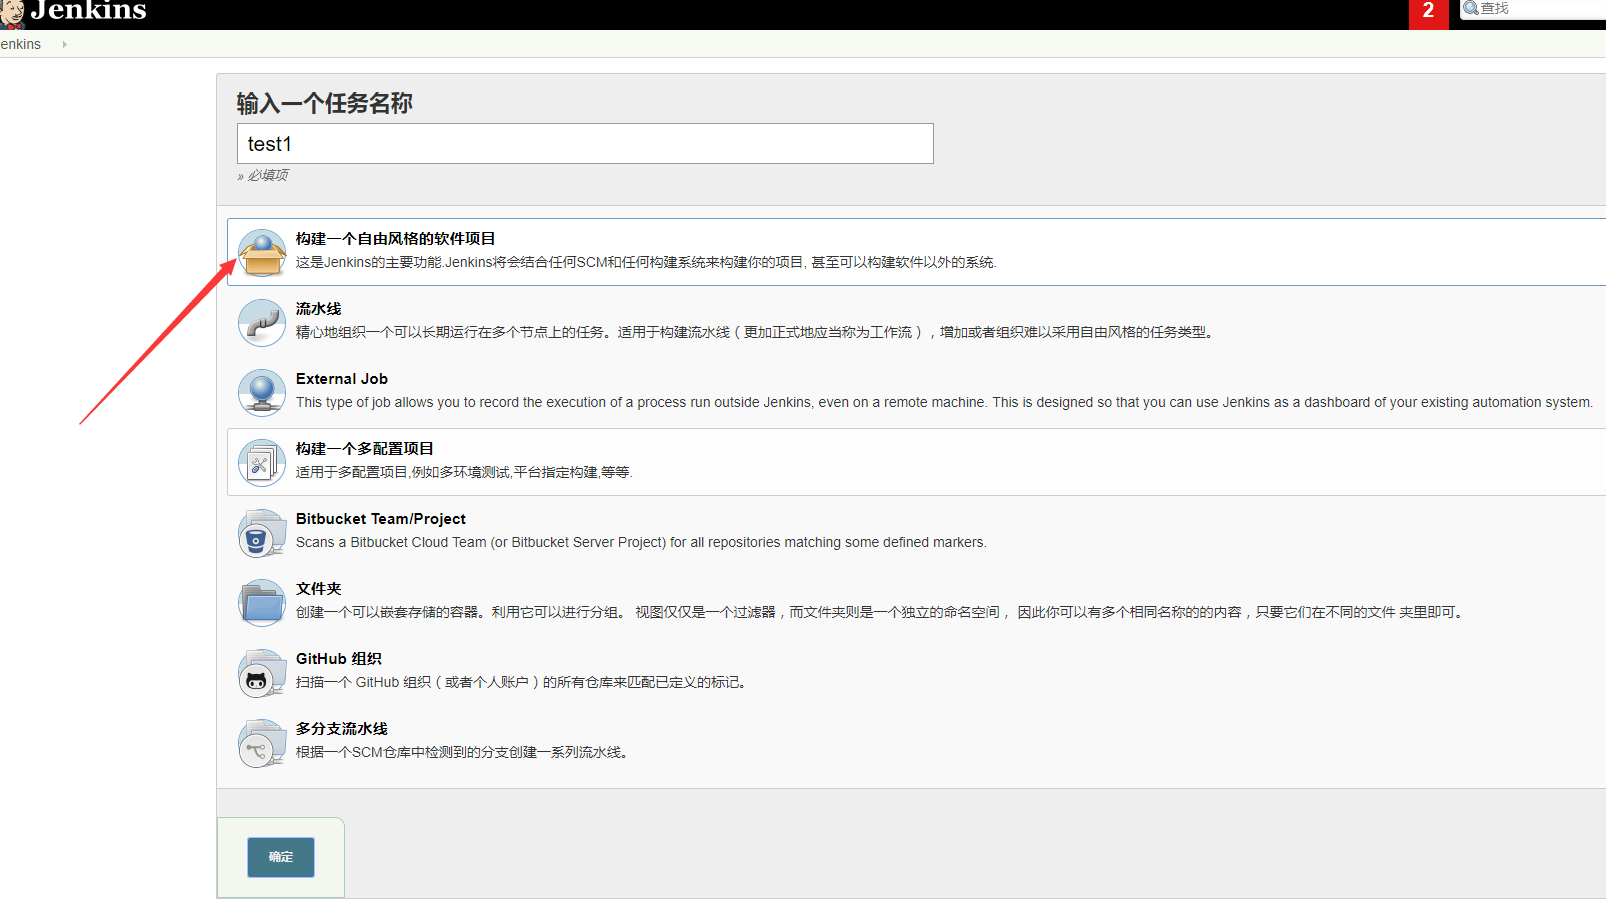 Jenkins
2
查找
enkins
输入一个任务名称
test1
» 必填项
构建一个自由风格的软件项目
这是Jenkins的主要功能.Jenkins将会结合任何SCM和任何构建系统来构建你的项目, 甚至可以构建软件以外的系统.
流水线
精心地组织一个可以长期运行在多个节点上的任务。适用于构建流水线（更加正式地应当称为工作流），增加或者组织难以采用自由风格的任务类型。
External Job
This type of job allows you to record the execution of a process run outside Jenkins, even on a remote machine. This is designed so that you can use Jenkins as a dashboard of your existing automation system.
构建一个多配置项目
适用于多配置项目,例如多环境测试,平台指定构建,等等.
Bitbucket Team/Project
Scans a Bitbucket Cloud Team (or Bitbucket Server Project) for all repositories matching some defined markers.
文件夹
创建一个可以嵌套存储的容器。利用它可以进行分组。 视图仅仅是一个过滤器，而文件夹则是一个独立的命名空间， 因此你可以有多个相同名称的的内容，只要它们在不同的文件 夹里即可。
GitHub 组织
扫描一个 GitHub 组织（或者个人账户）的所有仓库来匹配已定义的标记。
多分支流水线
根据一个SCM仓库中检测到的分支创建一系列流水线。
确定